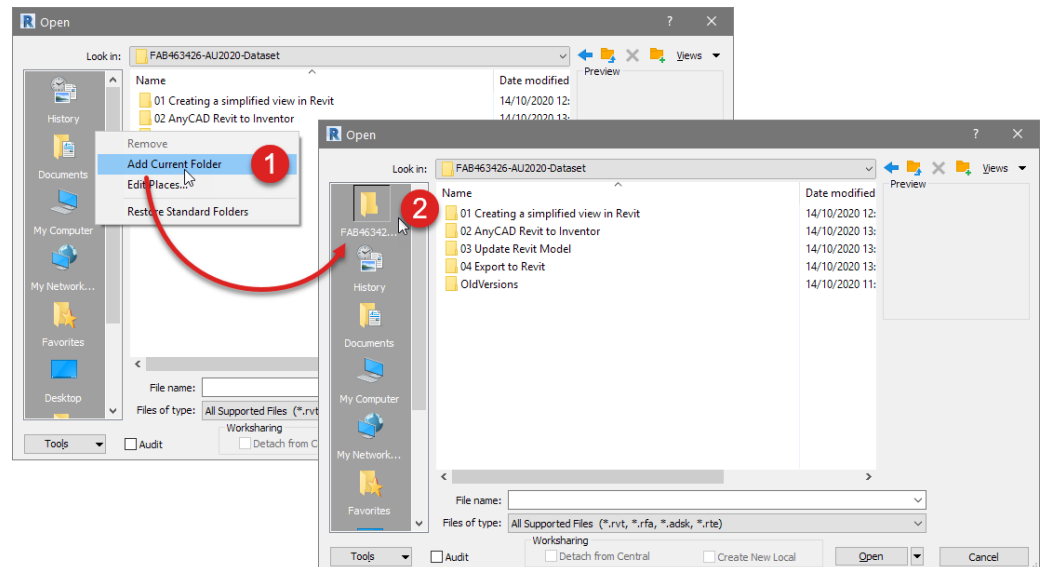 R Open
? ×
Look in: FAB463426-AU2020-Dataset
Views
Preview
Name
Date modified
01 Creating a simplified view in Revit
14/10/2020 12:
02 AnyCAD Revit to Inventor
14/10/2020 13:
History
Documents
My Computer
My Network...
Favorites
Desktop
Remove
Add Current Folder
Edit Places...
Restore Standard Folders
1
File name:
Files of type: All Supported Files (*.rvt
Worksharing
Tools
Audit
Detach from C
R Open
? ×
Look in: FAB463426-AU2020-Dataset
Views
Preview
Name
Date modified
2
01 Creating a simplified view in Revit
14/10/2020 12:
02 AnyCAD Revit to Inventor
14/10/2020 13:
03 Update Revit Model
14/10/2020 13:
04 Export to Revit
14/10/2020 13:
OldVersions
14/10/2020 11:
FAB46342...
History
Documents
My Computer
My Network...
Favorites
File name:
Files of type: All Supported Files (*.rvt, *.rfa, *.adsk, *.rte)
Worksharing
Tools
Audit
Detach from Central
Create New Local
Open
Cancel